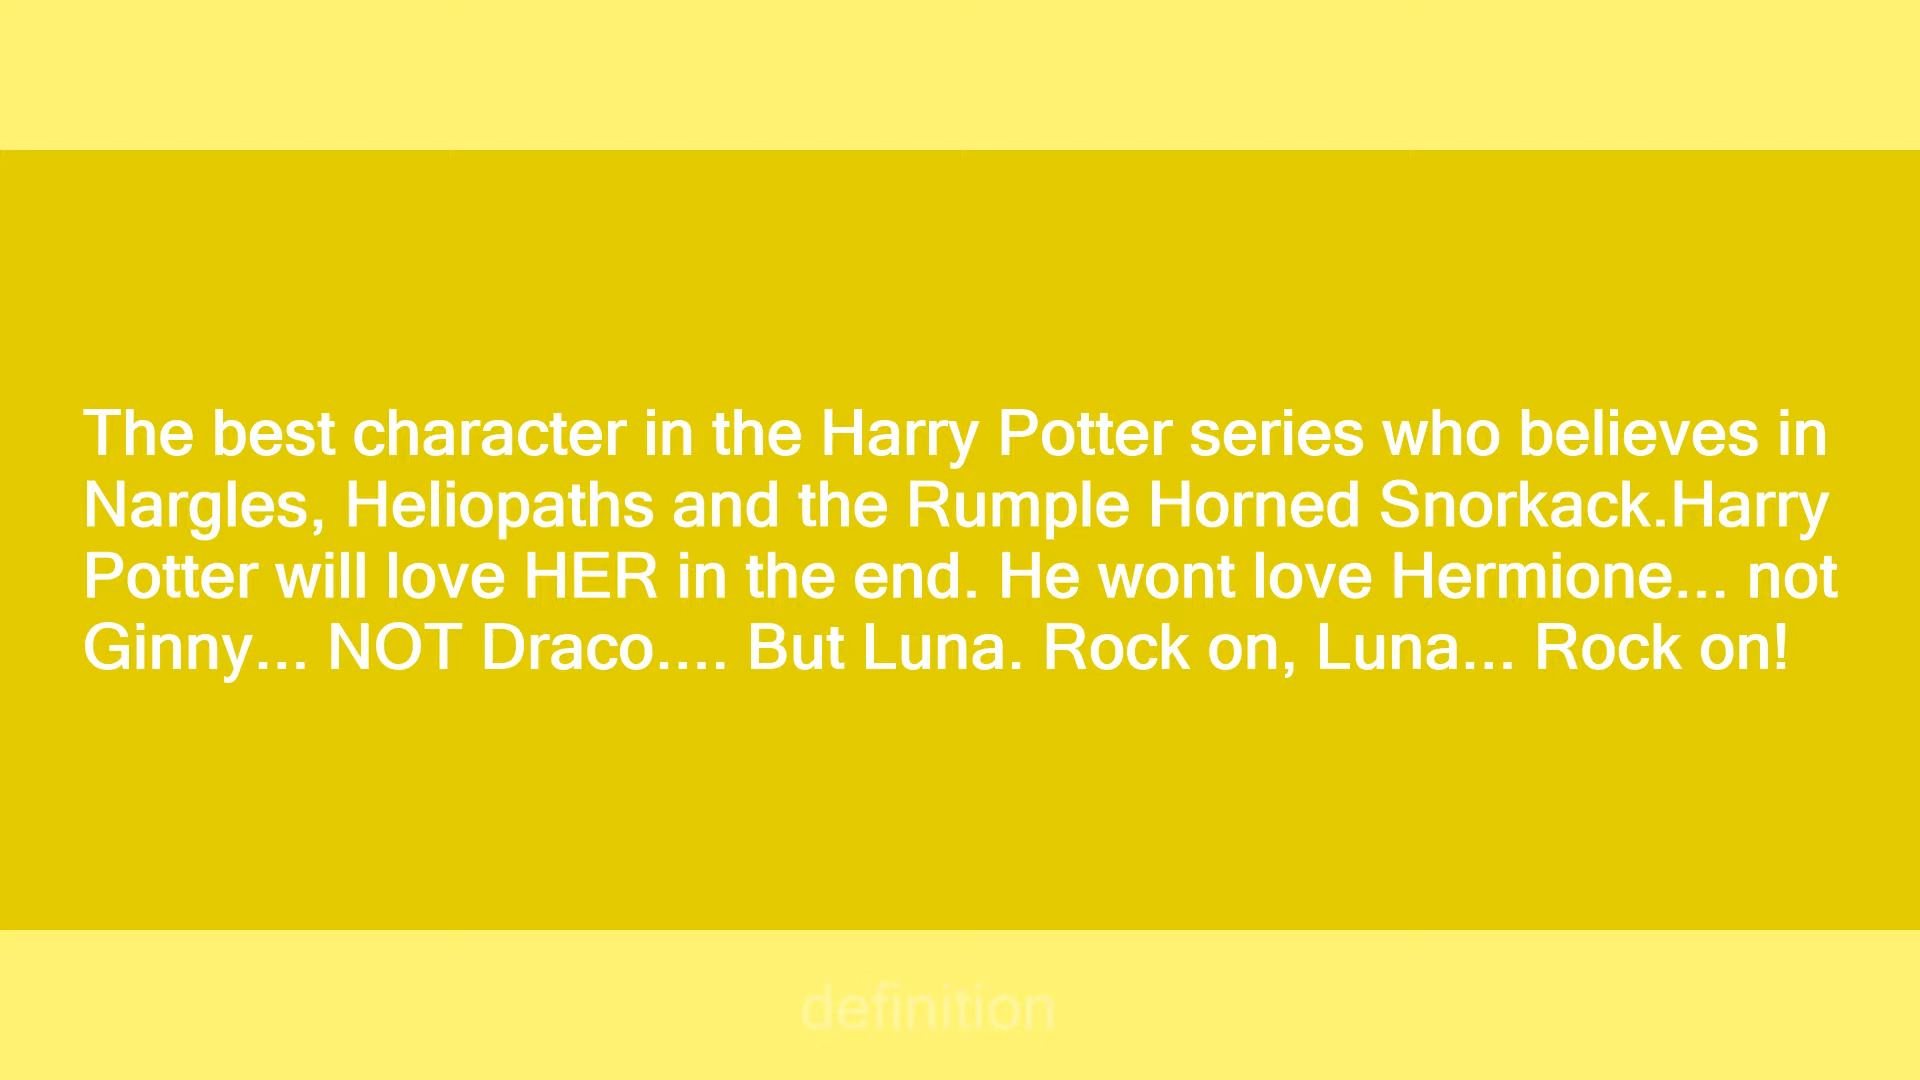 The best character in the Harry Potter series who believes in
Nargles, Heliopaths and the Rumple Horned Snorkack.Harry
Potter will love HER in the end. He wont love Hermione... not
Ginny... NOT Draco.... But Luna. Rock on, Luna... Rock on!
definition